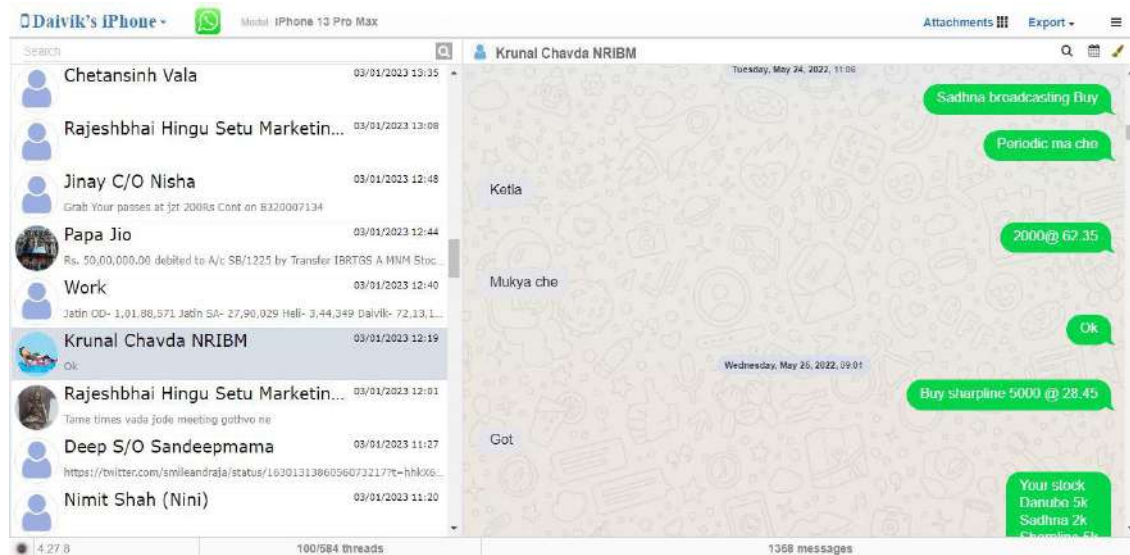 Daivik's iPhone
Model iPhone 13 Pro Max
Attachments
Export
Search
Chetansinh Vala
03/01/2023 13:35
Rajeshbhai Hingu Setu Marketin...
03/01/2023 13:08
Jinay C/O Nisha
03/01/2023 12:48
Grab Your passes at jzt 200Rs Cont on 8320007134
Papa Jio
03/01/2023 12:44
Rs. 50,00,000.00 debited to A/c SB/1225 by Transfer IBRTGS A MNM Stoc...
Work
03/01/2023 12:40
Jatin OD- 1,01,88,571 Jatin SA- 27,90,029 Heli- 3,44,349 Daivik- 72,13,1...
Krunal Chavda NRIBM
03/01/2023 12:19
Ok
Rajeshbhai Hingu Setu Marketin...
03/01/2023 12:01
Tame times vada jode meeting gothvo ne
Deep S/O Sandeepmama
03/01/2023 11:27
https://twitter.com/smileandraja/status/1630131386056073217?t=hhkX6...
Nimit Shah (Nini)
03/01/2023 11:20
4.27.8
100/584 threads
Krunal Chavda NRIBM
Tuesday, May 24, 2022, 11:06
Sadhna broadcasting Buy
Periodic ma che
Ketla
2000@ 62.35
Mukya che
Ok
Wednesday, May 25, 2022, 09:01
Buy sharpline 5000 @ 28.45
Got
Your stock
Danube 5k
Sadhna 2k
Sharpline 5k
1368 messages